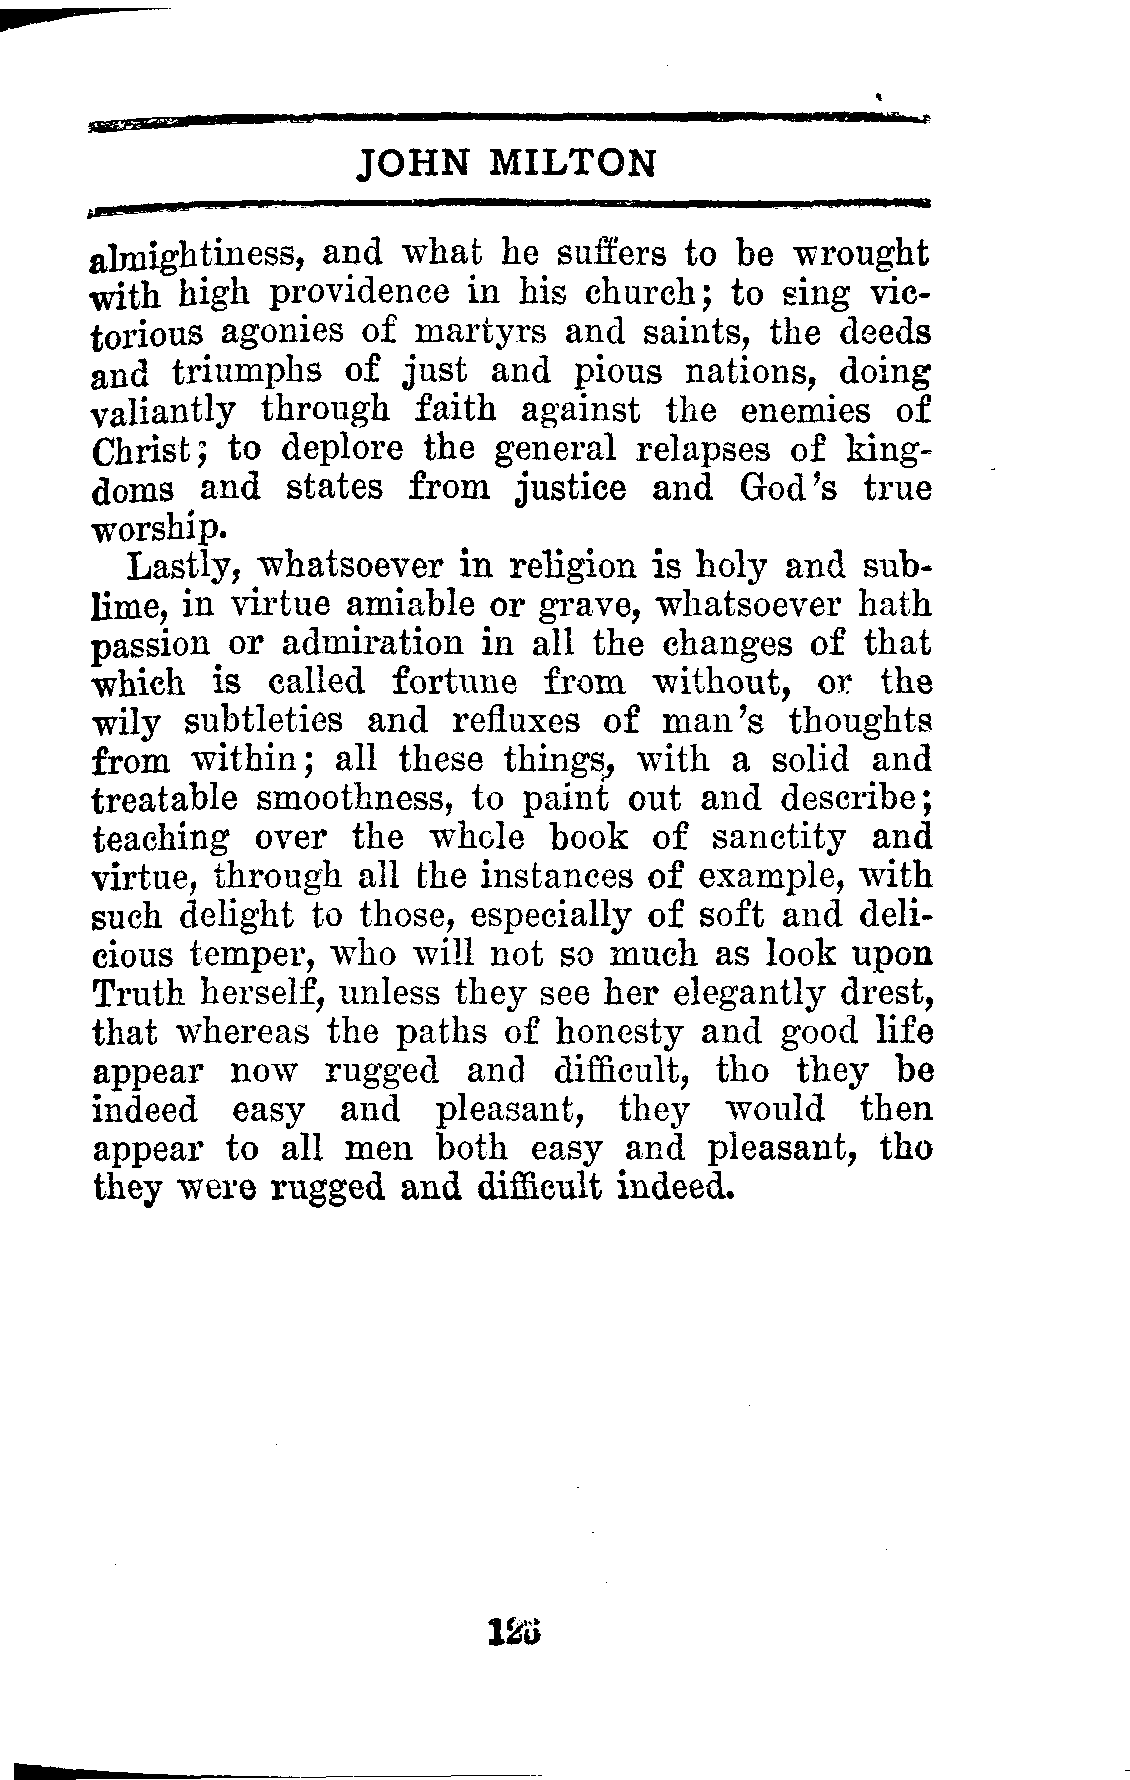 JOHN MILTON
almightiness, and what he suffers to be wrought
with high providence in his church; to sing vic-
torious agonies of martyrs and saints, the deeds
and triumphs of just and pious nations, doing
valiantly through faith against the enemies of
Christ; to deplore the general relapses of king-
doms and states from justice and God's true
worship.
Lastly, whatsoever in religion is holy and sub-
lime, in virtue amiable or grave, whatsoever hath
passion or admiration in all the changes of that
which is called fortune from without, or the
wily subtleties and refluxes of man's thoughts
from within; all these things, with a solid and
treatable smoothness, to paint out and describe;
teaching over the whole book of sanctity and
virtue, through all the instances of example, with
such delight to those, especially of soft and deli-
cious temper, who will not so much as look upon
Truth herself, unless they see her elegantly drest,
that whereas the paths of honesty and good life
appear now rugged and difficult, tho they be
indeed easy and pleasant, they would then
appear to all men both easy and pleasant, tho
they were rugged and difficult indeed.